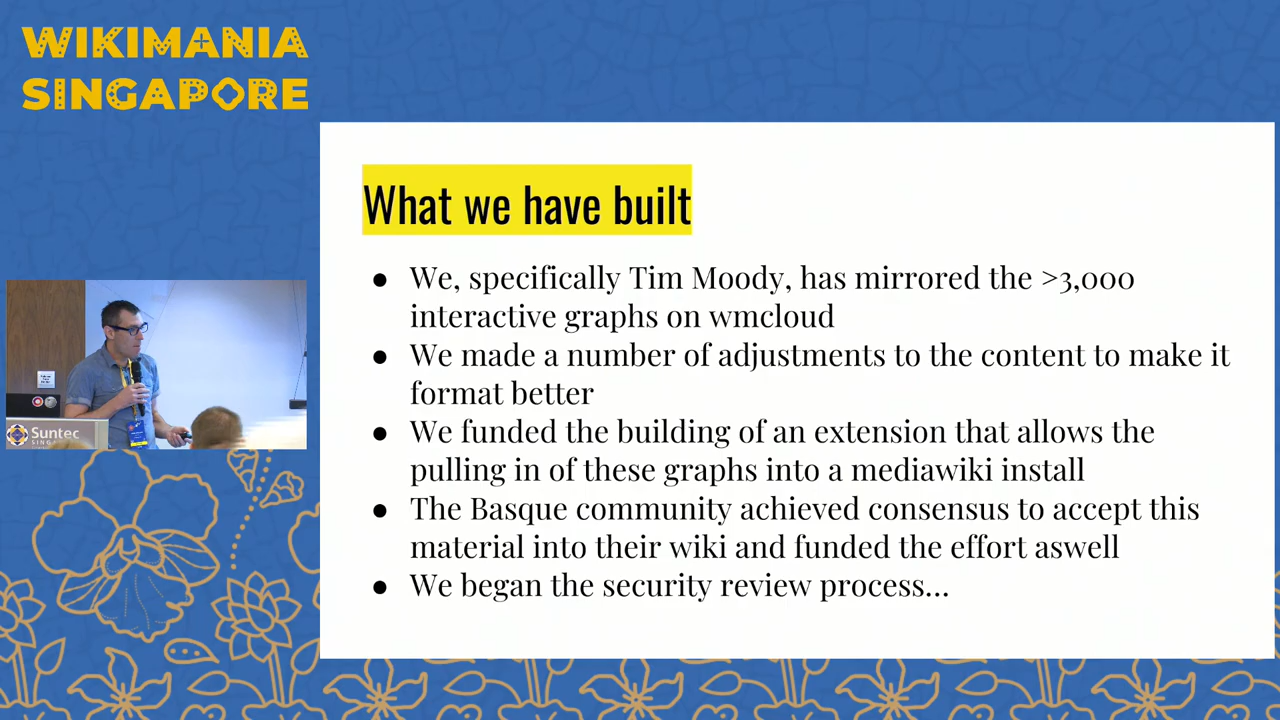 WIKIMANIA
SINGAPORE
What we have built
● We, specifically Tim Moody, has mirrored the >3,000
interactive graphs on wmcloud
● We made a number of adjustments to the content to make it
format better
● We funded the building of an extension that allows the
pulling in of these graphs into a mediawiki install
● The Basque community achieved consensus to accept this
material into their wiki and funded the effort aswell
● We began the security review process...
Suntec